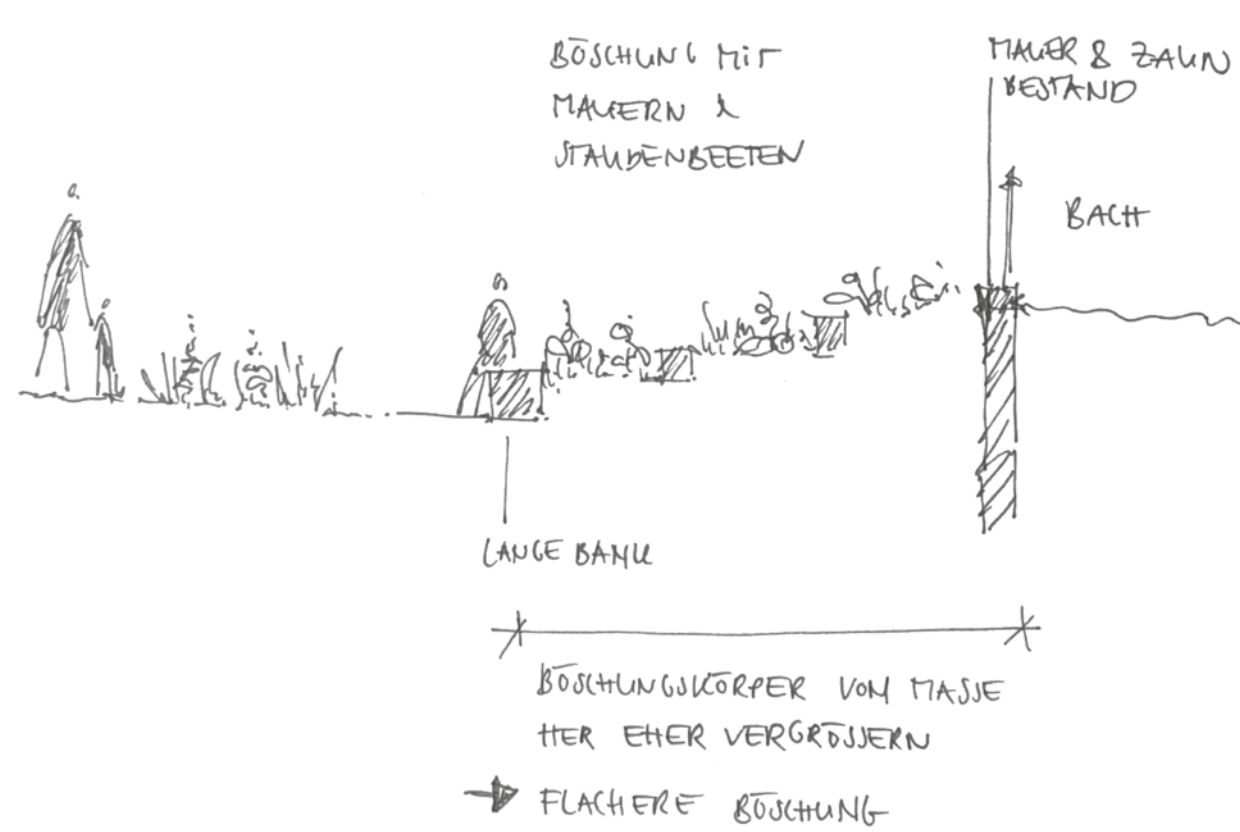 BÖSCHUNG MIT
MAUERN &
STAUDENBEETEN
MAUER & ZAUN
BESTAND
BACH
LANGE BANK
BÖSCHUNGSKÖRPER VOM MASSE
HER EHER VERGRÖSSERN
→ FLACHERE BÖSCHUNG